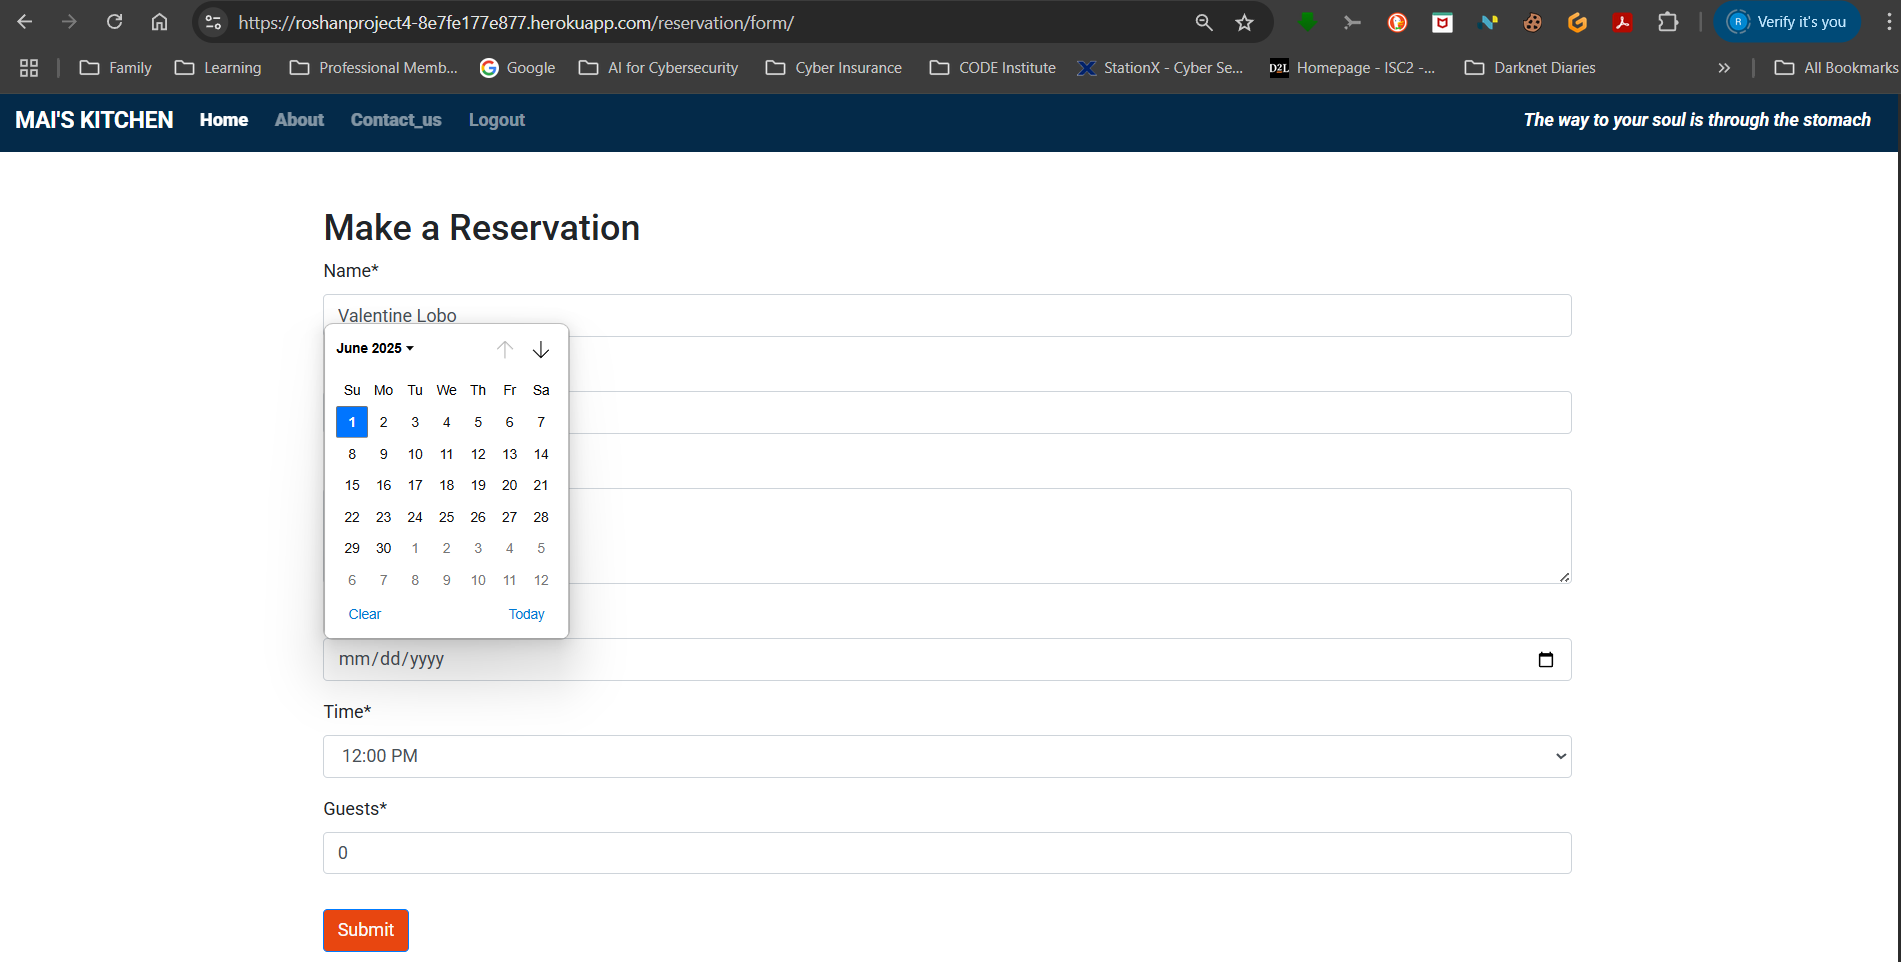 https://roshanproject4-8e7fe177e877.herokuapp.com/reservation/form/
R Verify it's you
Family Learning Professional Memb... Google AI for Cybersecurity Cyber Insurance CODE Institute StationX - Cyber Se... D2L Homepage - ISC2 -... Darknet Diaries » All Bookmarks
MAI'S KITCHEN Home About Contact_us Logout The way to your soul is through the stomach
Make a Reservation
Name*
Valentine Lobo
June 2025
Su Mo Tu We Th Fr Sa
1 2 3 4 5 6 7
8 9 10 11 12 13 14
15 16 17 18 19 20 21
22 23 24 25 26 27 28
29 30 1 2 3 4 5
6 7 8 9 10 11 12
Clear Today
mm/dd/yyyy
Time*
12:00 PM
Guests*
0
Submit